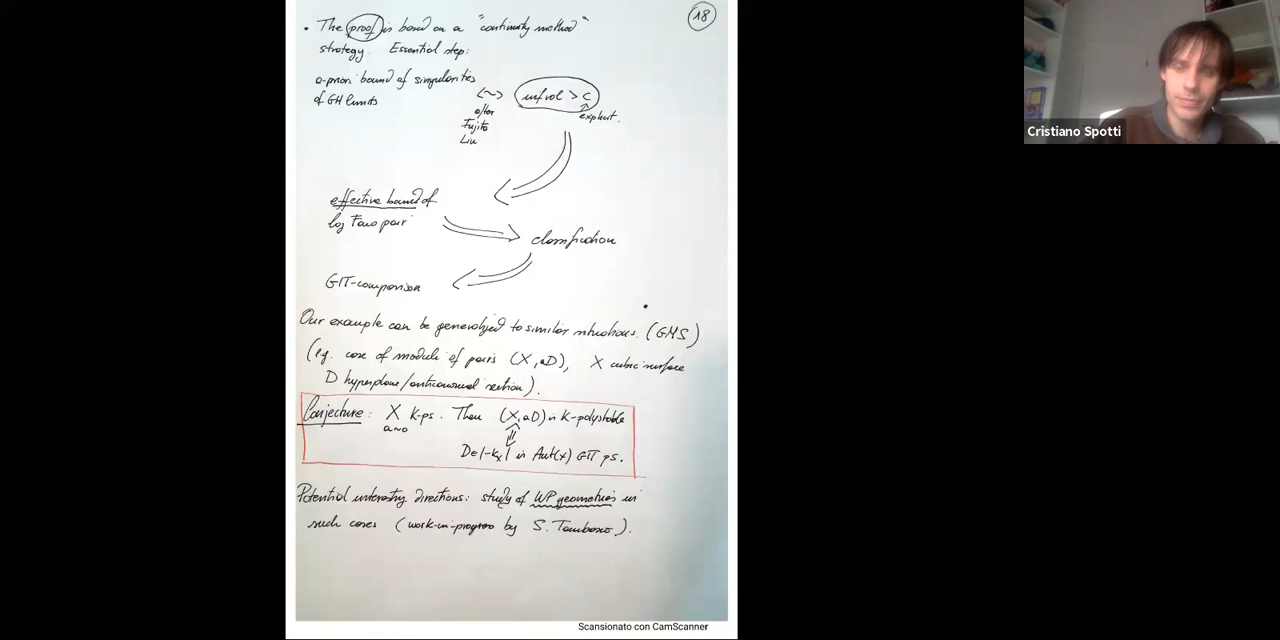 18
• The proof is based on a "continuity method"
strategy. Essential step:
a-priori bound of singularities
of GH limits
<~> inf vol > C
after explicit.
Fujita
Liu
effective bound of
log Fano pair
classification
GIT-comparison
Our example can be generalized to similar situations. (GMS)
(e.g. case of moduli of pairs (X, aD), X cubic surface
D hyperplane/anticanonical section).
Conjecture: X K-ps. Then (X, aD) is K-polystable
a~0
D∈|-Kx| is Aut(X) GIT ps.
Potential interesting directions: study of WP geometries in
such cases (work-in-progress by S.
Cristiano Spotti
Scansionato con CamScanner